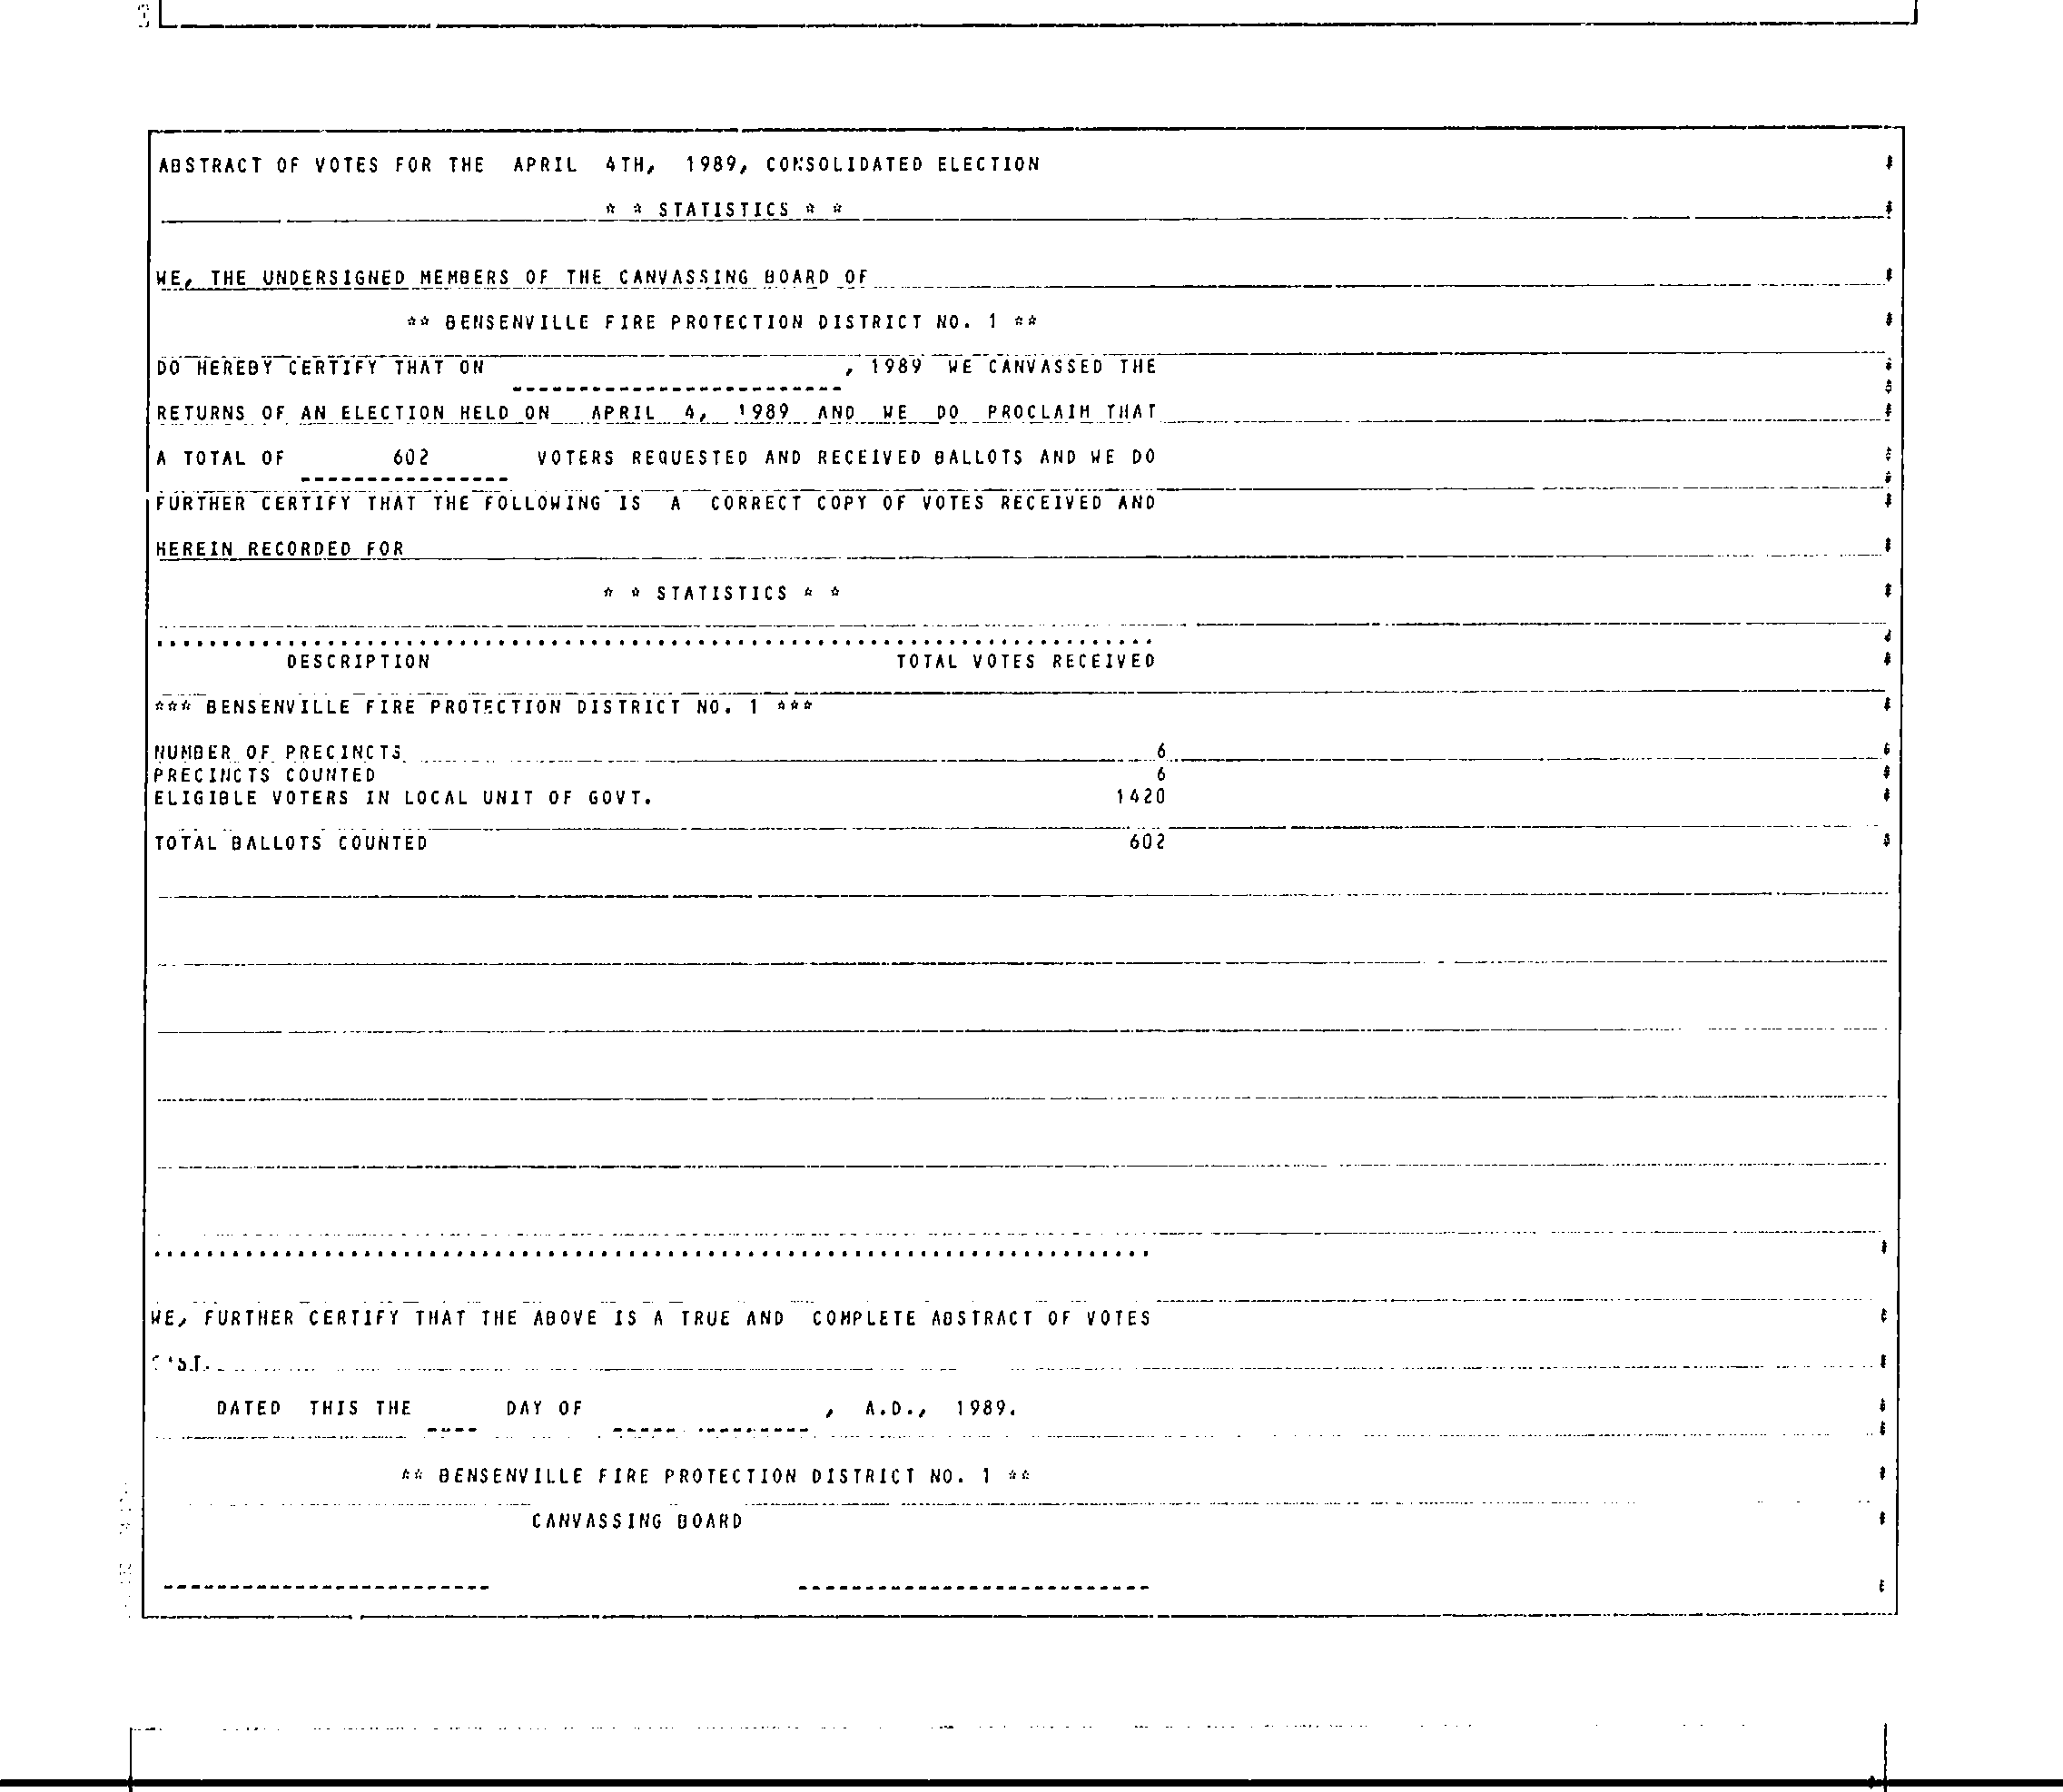 ABSTRACT OF VOTES FOR THE APRIL 4TH, 1989, CONSOLIDATED ELECTION
* * STATISTICS * *
WE, THE UNDERSIGNED MEMBERS OF THE CANVASSING BOARD OF
** BENSENVILLE FIRE PROTECTION DISTRICT NO. 1 **
DO HEREBY CERTIFY THAT ON , 1989 WE CANVASSED THE
RETURNS OF AN ELECTION HELD ON APRIL 4, 1989 AND WE DO PROCLAIM THAT
A TOTAL OF 602 VOTERS REQUESTED AND RECEIVED BALLOTS AND WE DO
FURTHER CERTIFY THAT THE FOLLOWING IS A CORRECT COPY OF VOTES RECEIVED AND
HEREIN RECORDED FOR
* * STATISTICS * *
DESCRIPTION TOTAL VOTES RECEIVED
*** BENSENVILLE FIRE PROTECTION DISTRICT NO. 1 ***
NUMBER OF PRECINCTS 6
PRECINCTS COUNTED 6
ELIGIBLE VOTERS IN LOCAL UNIT OF GOVT. 1420
TOTAL BALLOTS COUNTED 602
WE, FURTHER CERTIFY THAT THE ABOVE IS A TRUE AND COMPLETE ABSTRACT OF VOTES
DATED THIS THE DAY OF , A.D., 1989.
** BENSENVILLE FIRE PROTECTION DISTRICT NO. 1 **
CANVASSING BOARD